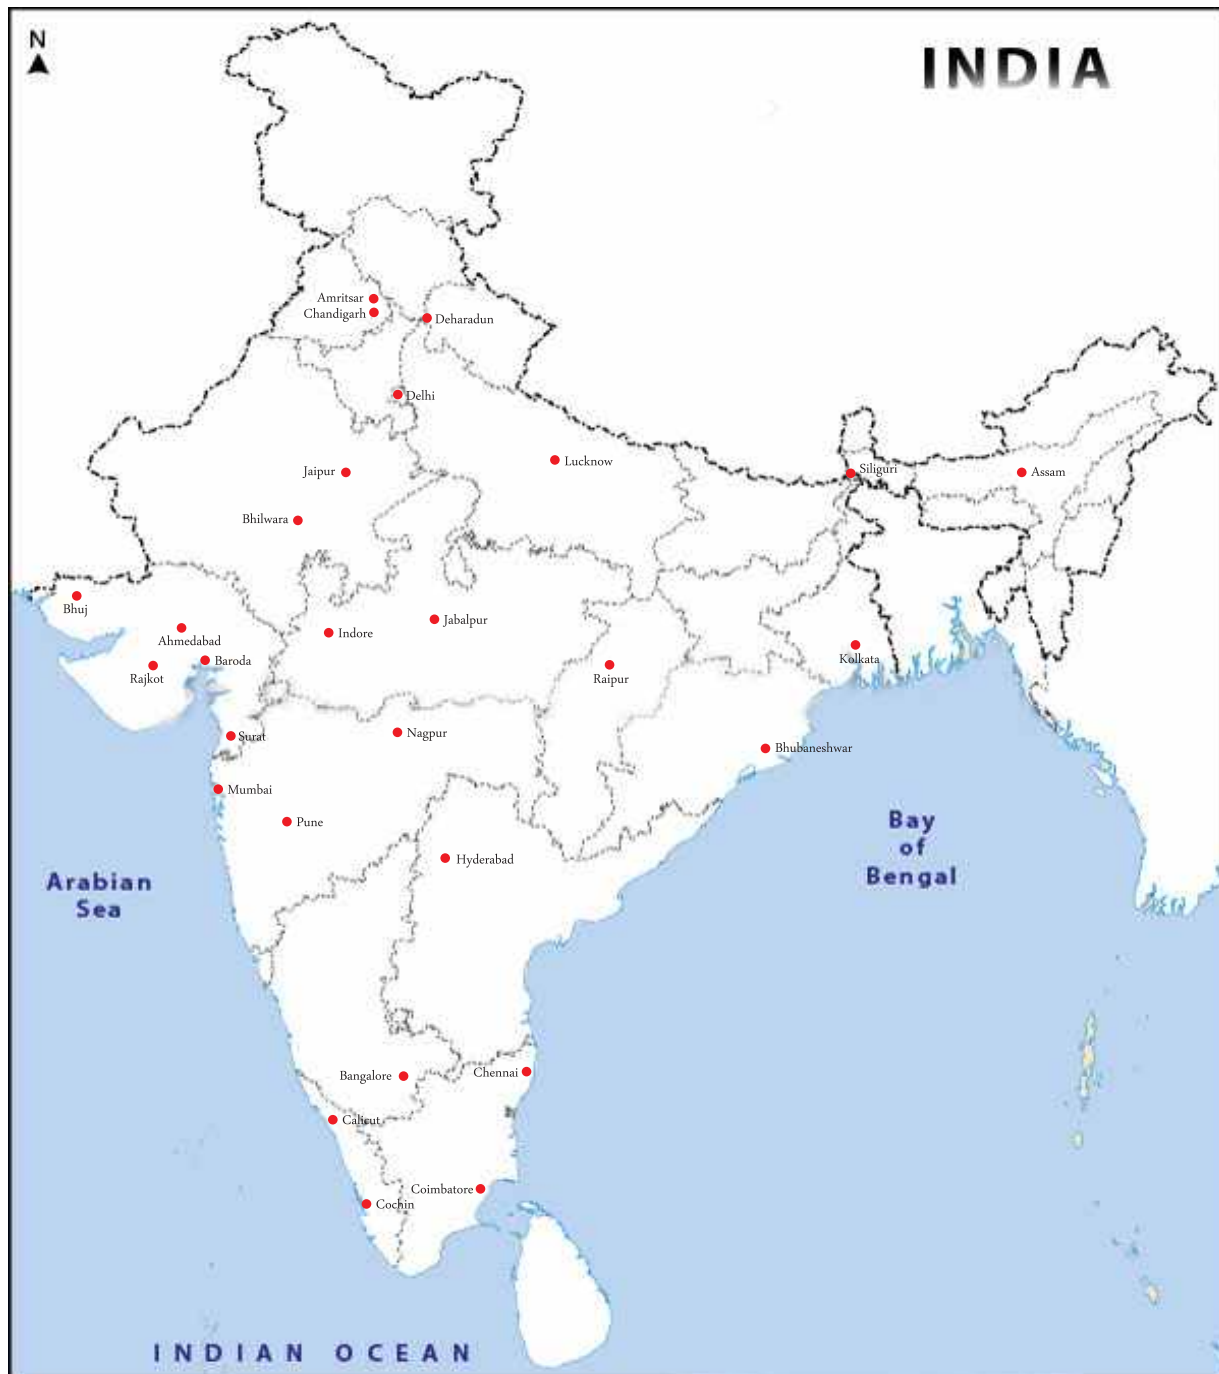 N
INDIA
Amritsar
Chandigarh
Deharadun
Delhi
Lucknow
Siliguri
Assam
Jaipur
Bhilwara
Bhuj
Ahmedabad
Indore
Jabalpur
Baroda
Rajkot
Raipur
Kolkata
Surat
Nagpur
Bhubaneshwar
Mumbai
Pune
Hyderabad
Bay
of
Bengal
Arabian
Sea
Bangalore
Chennai
Calicut
Coimbatore
Cochin
INDIAN OCEAN